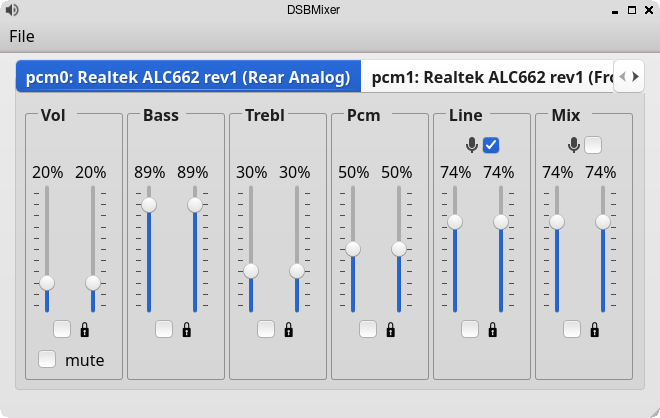 DSBMixer
File
pcm0: Realtek ALC662 rev1 (Rear Analog) pcm1: Realtek ALC662 rev1 (Fro
Vol Bass Trebl Pcm Line Mix
20% 20% 89% 89% 30% 30% 50% 50% 74% 74% 74% 74%
mute